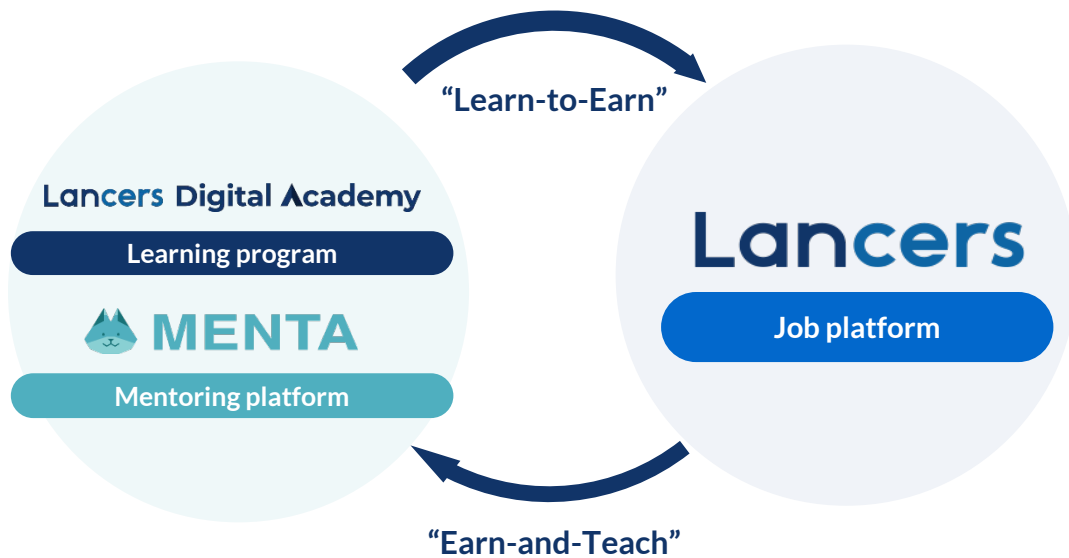 “Learn-to-Earn”
Lancers Digital Academy
Learning program
MENTA
Mentoring platform
Lancers
Job platform
“Earn-and-Teach”